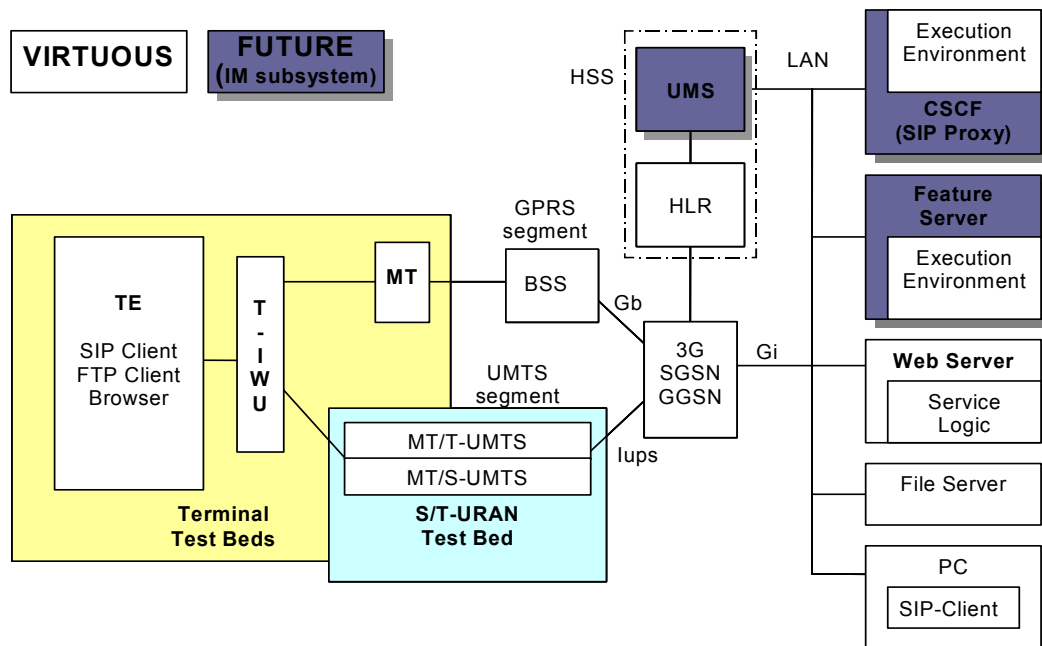 VIRTUOUS
FUTURE
(IM subsystem)
HSS
UMS
LAN
Execution
Environment
CSCF
(SIP Proxy)
HLR
Feature
Server
Execution
Environment
GPRS
segment
BSS
Gb
MT
TE
SIP Client
FTP Client
Browser
T
-
I
W
U
3G
SGSN
GGSN
Gi
Web Server
Service
Logic
UMTS
segment
Iups
MT/T-UMTS
MT/S-UMTS
Terminal
Test Beds
S/T-URAN
Test Bed
File Server
PC
SIP-Client